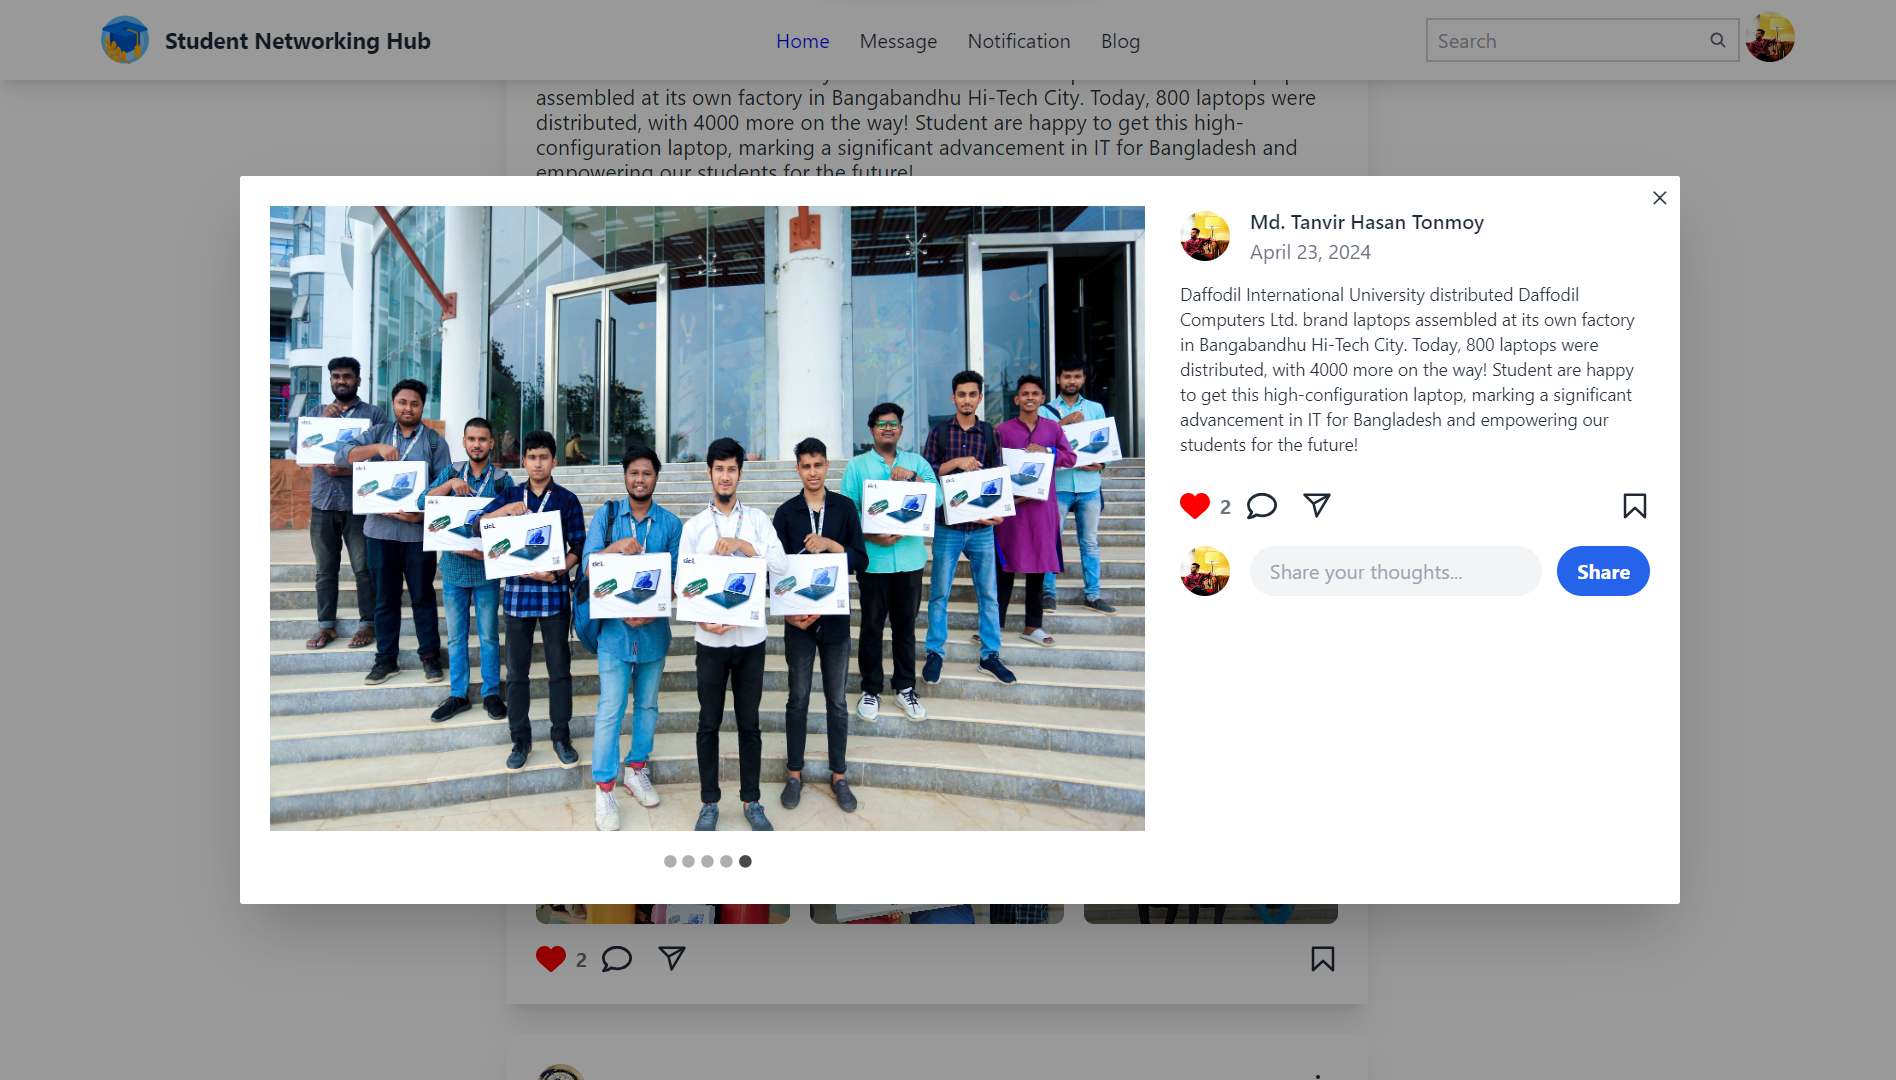 Student Networking Hub
Home
Message
Notification
Blog
Search
assembled at its own factory in Bangabandhu Hi-Tech City. Today, 800 laptops were
distributed, with 4000 more on the way! Student are happy to get this high-
configuration laptop, marking a significant advancement in IT for Bangladesh and
empowering our students for the future!
Md. Tanvir Hasan Tonmoy
April 23, 2024
Daffodil International University distributed Daffodil
Computers Ltd. brand laptops assembled at its own factory
in Bangabandhu Hi-Tech City. Today, 800 laptops were
distributed, with 4000 more on the way! Student are happy
to get this high-configuration laptop, marking a significant
advancement in IT for Bangladesh and empowering our
students for the future!
2
Share your thoughts...
Share
2